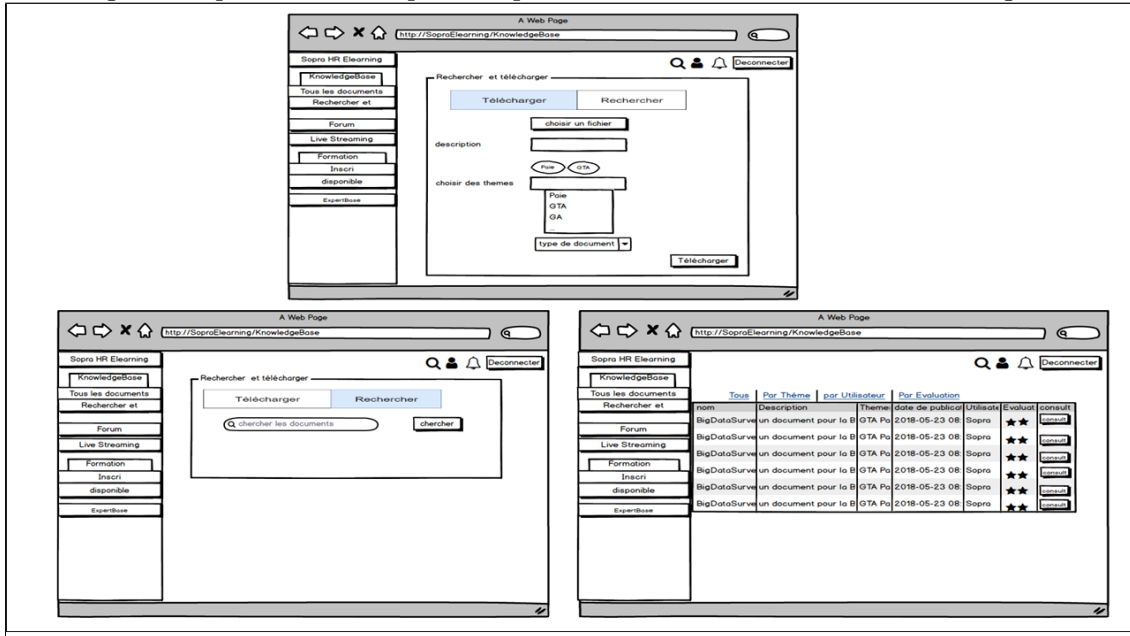 A Web Page
http://SopraElearning/KnowledgeBase
Sopra HR Elearning
KnowledgeBase
Tous les documents
Rechercher et
Forum
Live Streaming
Formation
Inscri
disponible
ExpertBase
Deconnecter
Rechercher et télécharger
Télécharger Rechercher
choisir un fichier
description
Paie GTA
choisir des themes
Paie
GTA
GA
...
type de document
Télécharger
A Web Page
http://SopraElearning/KnowledgeBase
Sopra HR Elearning
KnowledgeBase
Tous les documents
Rechercher et
Forum
Live Streaming
Formation
Inscri
disponible
ExpertBase
Deconnecter
Rechercher et télécharger
Télécharger Rechercher
chercher les documents chercher
A Web Page
http://SopraElearning/KnowledgeBase
Sopra HR Elearning
KnowledgeBase
Tous les documents
Rechercher et
Forum
Live Streaming
Formation
Inscri
disponible
ExpertBase
Deconnecter
Tous Par Thème par Utilisateur Par Evaluation
nom Description Theme date de publicat Utilisate Evaluat consult
BigDataSurve un document pour la B GTA Pa 2018-05-23 08: Sopra consult
BigDataSurve un document pour la B GTA Pa 2018-05-23 08: Sopra consult
BigDataSurve un document pour la B GTA Pa 2018-05-23 08: Sopra consult
BigDataSurve un document pour la B GTA Pa 2018-05-23 08: Sopra consult
BigDataSurve un document pour la B GTA Pa 2018-05-23 08: Sopra consult
BigDataSurve un document pour la B GTA Pa 2018-05-23 08: Sopra consult